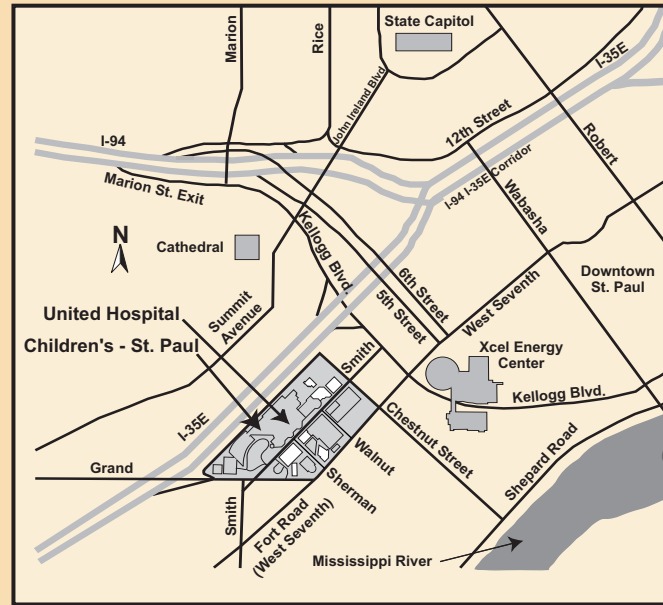 State Capitol
Marion
Rice
I-35E
John Ireland Blvd
12th Street
I-94
Robert
I-94 I-35E Corridor
Marion St. Exit
Wabasha
N
Cathedral
Kellogg Blvd.
6th Street
5th Street
West Seventh
Downtown
St. Paul
Summit
Avenue
United Hospital
Children's - St. Paul
Smith
Xcel Energy
Center
Kellogg Blvd.
I-35E
Chestnut Street
Walnut
Grand
Sherman
Shepard Road
Smith
Fort Road
(West Seventh)
Mississippi River